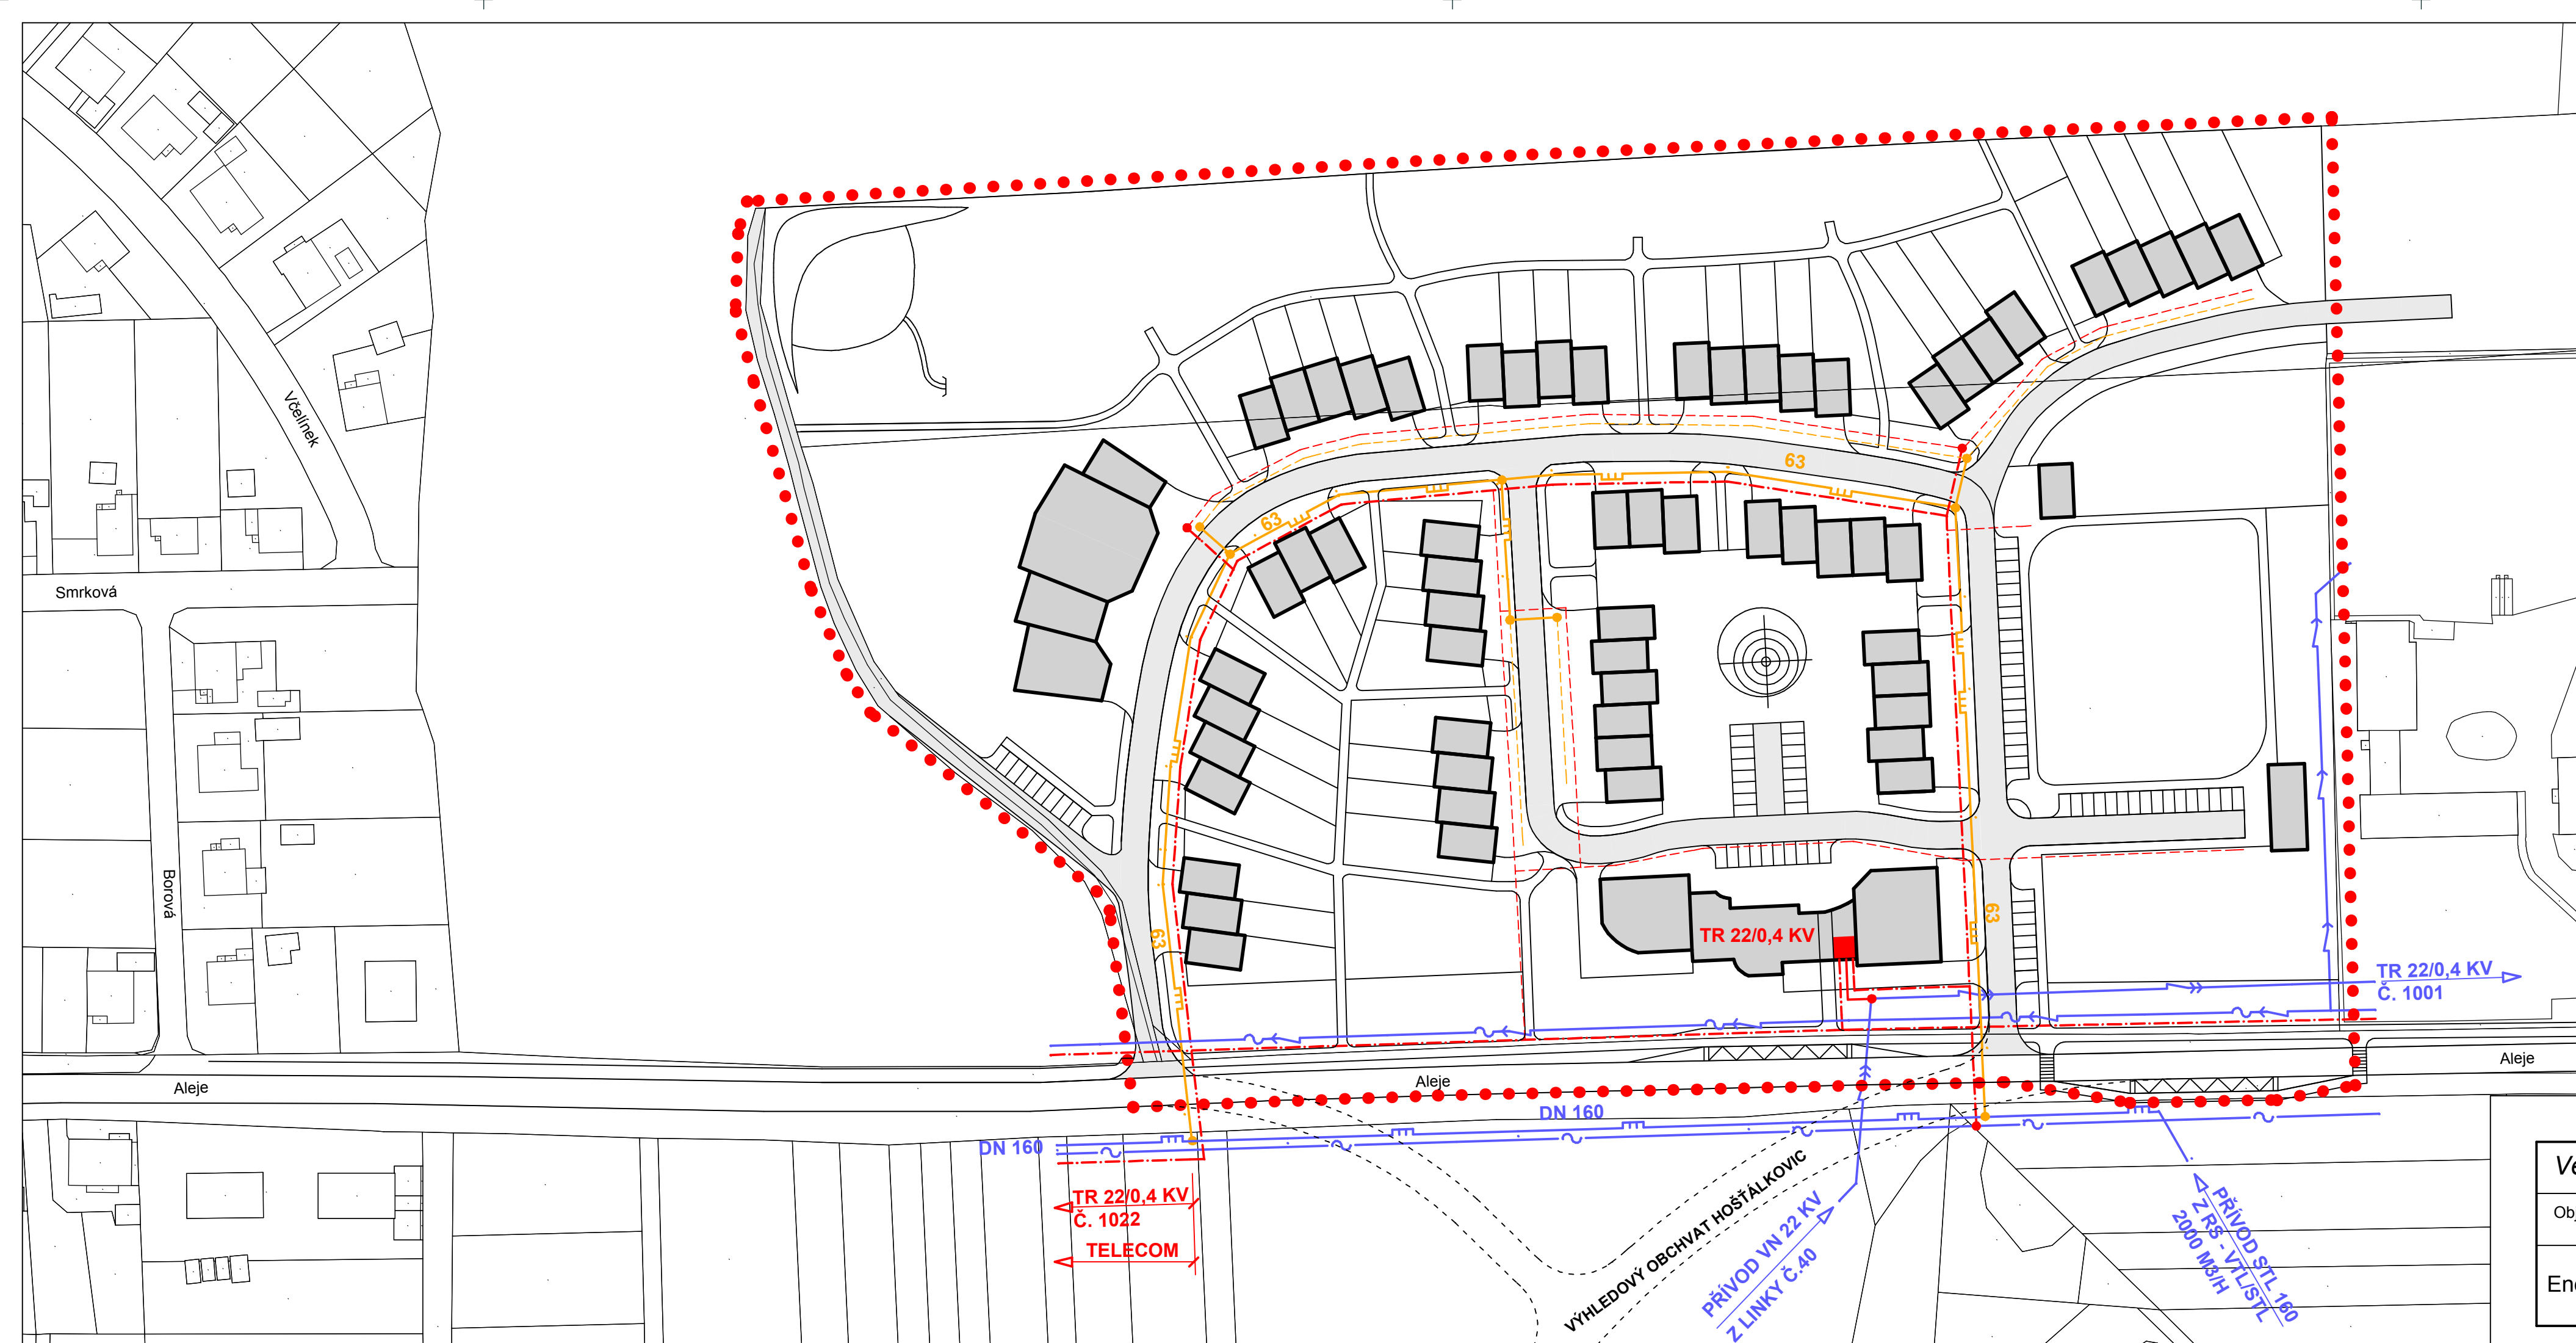 Včelínek
63
63
Smrková
Borová
63
63
TR 22/0,4 KV
TR 22/0,4 KV
Č. 1001
Aleje
Aleje
Aleje
DN 160
DN 160
TR 22/0,4 KV
Č. 1022
TELECOM
VÝHLEDOVÝ OBCHVAT HOŠŤÁLKOVIC
PŘÍVOD VN 22 KV
Z LINKY Č.40
PŘÍVOD STL 160
Z RS - VTL/STL
2000 M3/H